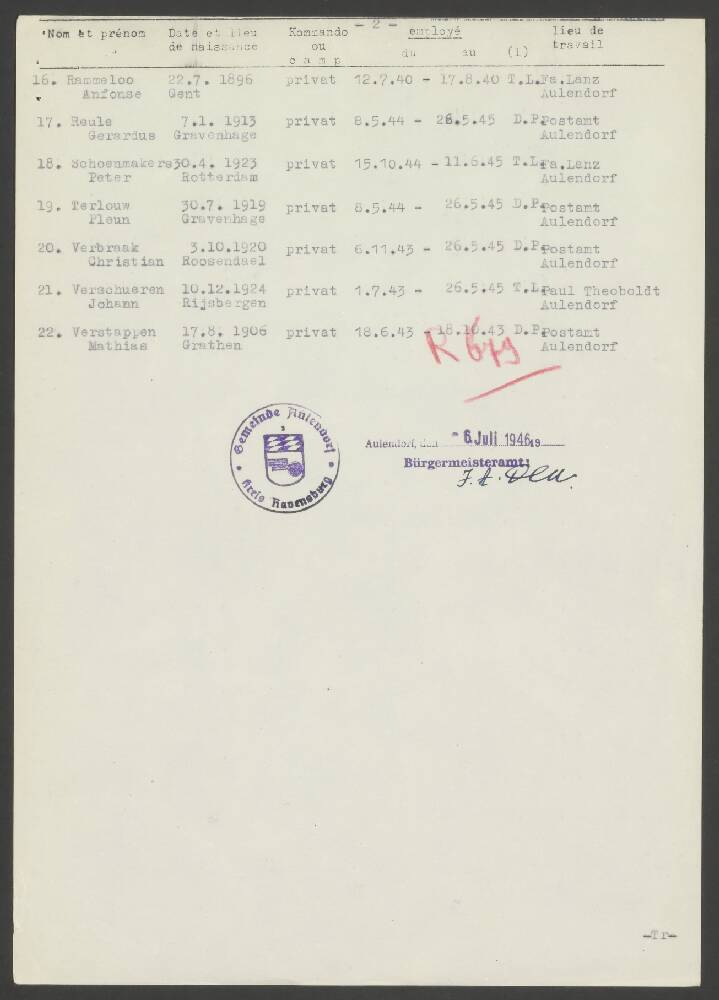 - 2 -
Nom et prénom Date et lieu de naissance Kommando ou camp employé du au (1) lieu de travail
16. Rammeloo 22.7. 1896 privat 12.7.40 - 17.8.40 T.L. Fa.Lanz
Anfonse Gent Aulendorf
17. Reule 7.1. 1913 privat 8.5.44 - 26.5.45 D.P. Postamt
Gerardus Gravenhage Aulendorf
18. Schoenmakers 30.4. 1923 privat 15.10.44 - 11.6.45 T.L. Fa.Lanz
Peter Rotterdam Aulendorf
19. Terlouw 30.7. 1919 privat 8.5.44 - 26.5.45 D.P. Postamt
Pleun Gravenhage Aulendorf
20. Verbraak 3.10.1920 privat 6.11.43 - 26.5.45 D.P. Postamt
Christian Roosendael Aulendorf
21. Verschueren 10.12.1924 privat 1.7.43 - 26.5.45 T.L. Paul Theoboldt
Johann Rijsbergen Aulendorf
22. Verstappen 17.8. 1906 privat 18.6.43 - 18.10.43 D.P. Postamt
Mathias Grathen Aulendorf
R 679
Gemeinde Aulendorf
Kreis Ravensburg
Aulendorf, den - 6. Juli 1946 19
Bürgermeisteramt:
-Tr-